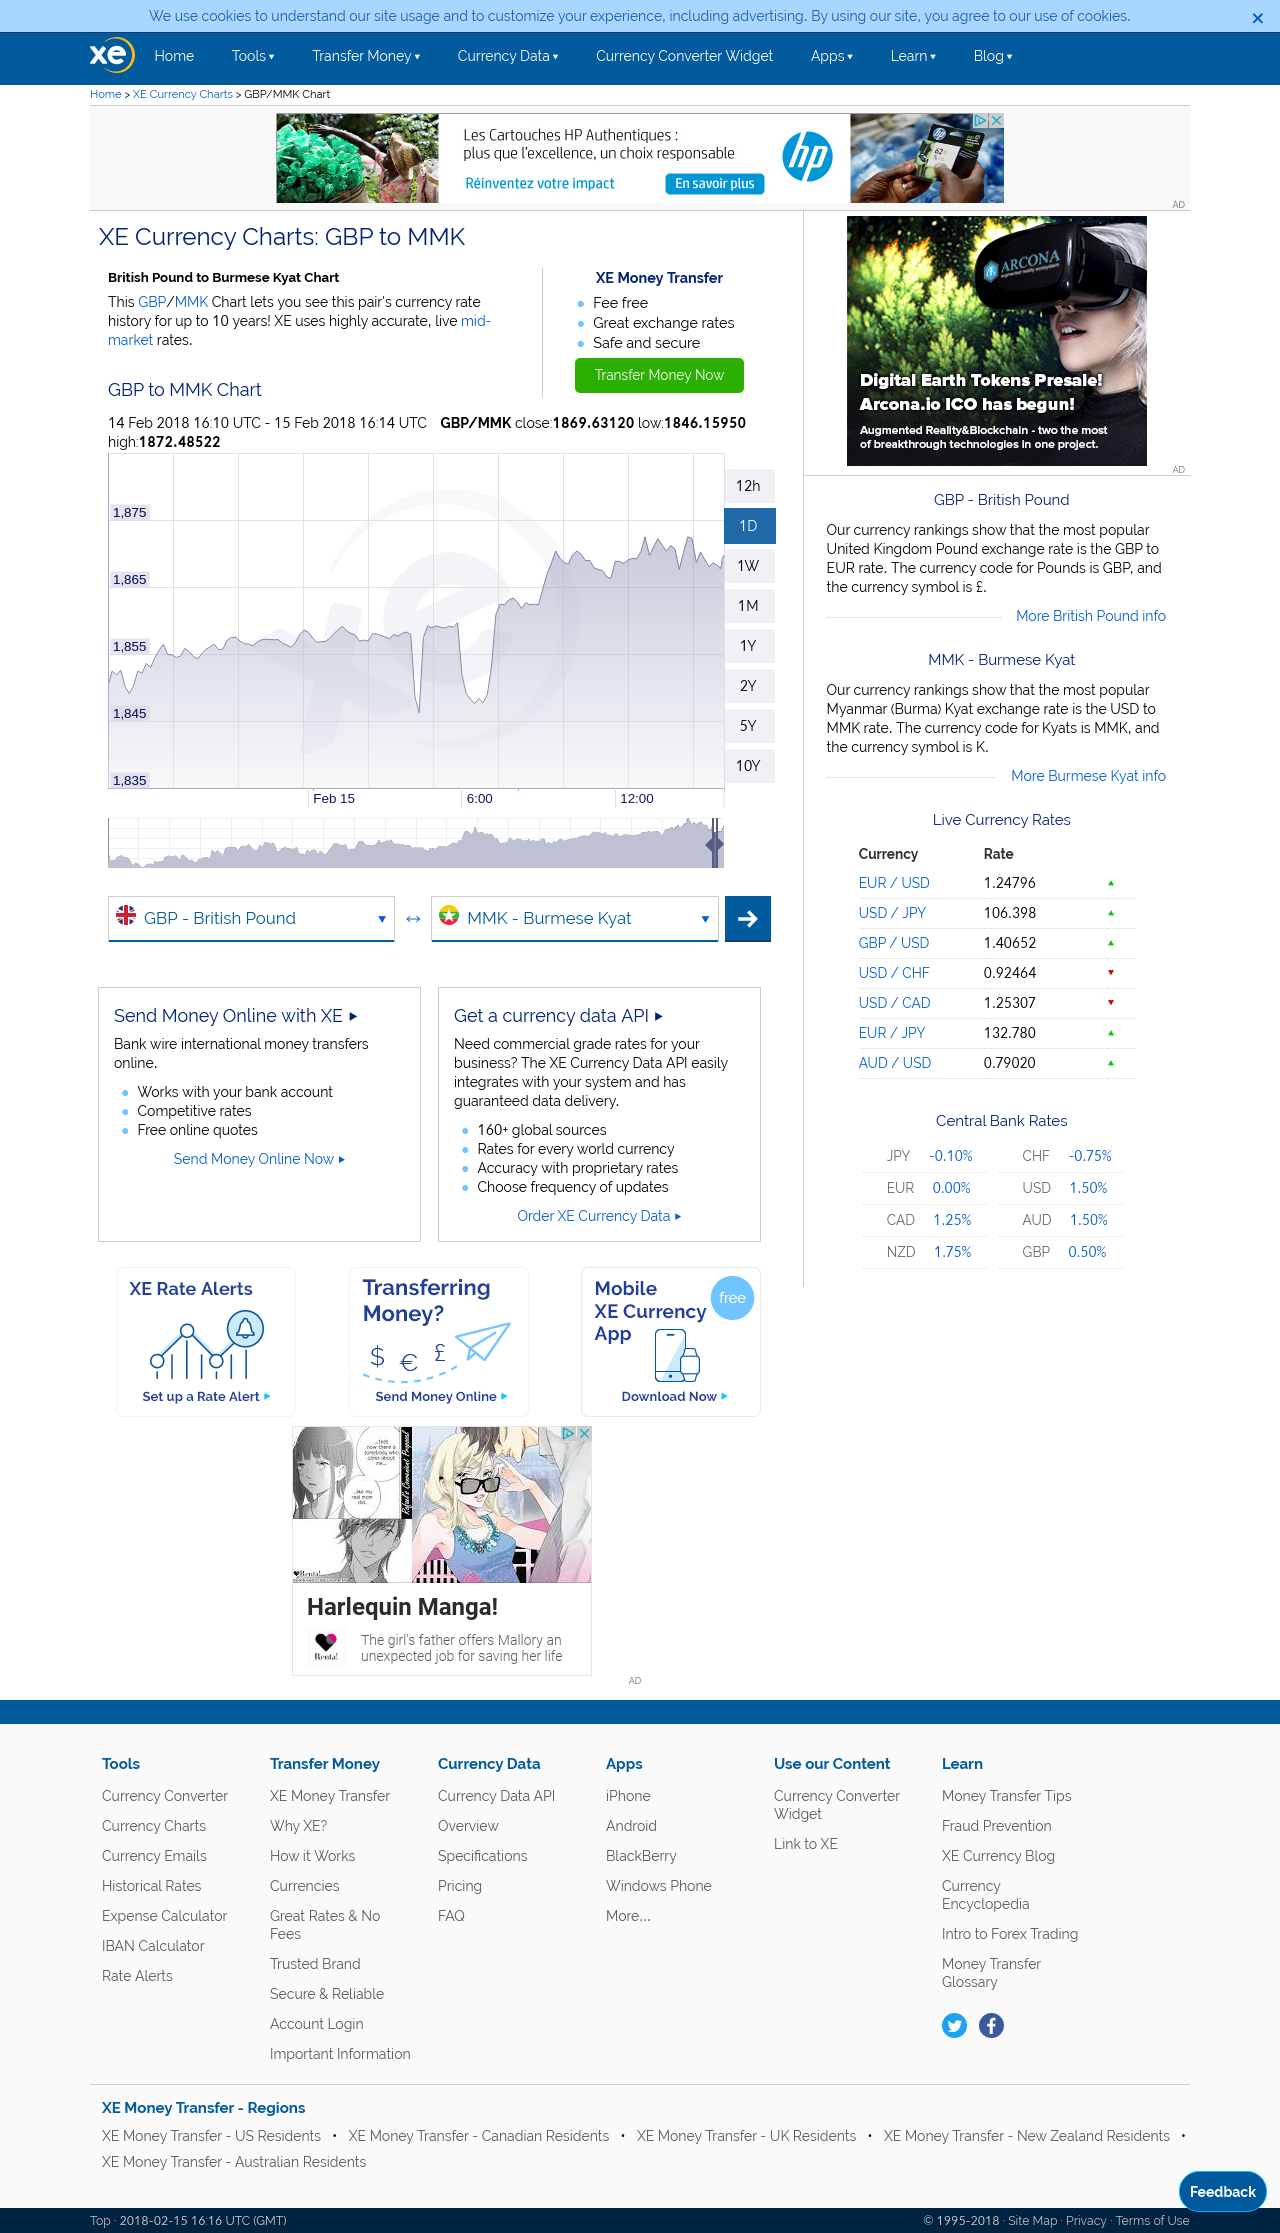 We use cookies to understand our site usage and to customize your experience, including advertising. By using our site, you agree to our use of cookies.
×
xe Home Tools Transfer Money Currency Data Currency Converter Widget Apps Learn Blog
Home > XE Currency Charts > GBP/MMK Chart
Les Cartouches HP Authentiques :
plus que l'excellence, un choix responsable
Réinventez votre impact
En savoir plus
hp
AD
XE Currency Charts: GBP to MMK
British Pound to Burmese Kyat Chart
This GBP/MMK Chart lets you see this pair's currency rate
history for up to 10 years! XE uses highly accurate, live mid-
market rates.
XE Money Transfer
Fee free
Great exchange rates
Safe and secure
Transfer Money Now
GBP to MMK Chart
14 Feb 2018 16:10 UTC - 15 Feb 2018 16:14 UTC GBP/MMK close:1869.63120 low:1846.15950
high:1872.48522
1,875
1,865
1,855
1,845
1,835
Feb 15 6:00 12:00
12h
1D
1W
1M
1Y
2Y
5Y
10Y
GBP - British Pound
MMK - Burmese Kyat
Send Money Online with XE
Bank wire international money transfers
online.
Works with your bank account
Competitive rates
Free online quotes
Send Money Online Now
Get a currency data API
Need commercial grade rates for your
business? The XE Currency Data API easily
integrates with your system and has
guaranteed data delivery.
160+ global sources
Rates for every world currency
Accuracy with proprietary rates
Choose frequency of updates
Order XE Currency Data
XE Rate Alerts
Set up a Rate Alert
Transferring
Money?
$ € £
Send Money Online
Mobile
XE Currency
App
free
Download Now
...that now there is somebody who cares about me...
...like my real mom did.
Rafael's Convenient Proposal
Renta!
Harlequin Manga!
Renta!
The girl's father offers Mallory an
unexpected job for saving her life
AD
ARCONA
Digital Earth Tokens Presale!
Arcona.io ICO has begun!
Augmented Reality&Blockchain - two the most
of breakthrough technologies in one project.
AD
GBP - British Pound
Our currency rankings show that the most popular
United Kingdom Pound exchange rate is the GBP to
EUR rate. The currency code for Pounds is GBP, and
the currency symbol is £.
More British Pound info
MMK - Burmese Kyat
Our currency rankings show that the most popular
Myanmar (Burma) Kyat exchange rate is the USD to
MMK rate. The currency code for Kyats is MMK, and
the currency symbol is K.
More Burmese Kyat info
Live Currency Rates
Currency Rate
EUR / USD 1.24796
USD / JPY 106.398
GBP / USD 1.40652
USD / CHF 0.92464
USD / CAD 1.25307
EUR / JPY 132.780
AUD / USD 0.79020
Central Bank Rates
JPY -0.10% CHF -0.75%
EUR 0.00% USD 1.50%
CAD 1.25% AUD 1.50%
NZD 1.75% GBP 0.50%
Tools
Currency Converter
Currency Charts
Currency Emails
Historical Rates
Expense Calculator
IBAN Calculator
Rate Alerts
Transfer Money
XE Money Transfer
Why XE?
How it Works
Currencies
Great Rates & No
Fees
Trusted Brand
Secure & Reliable
Account Login
Important Information
Currency Data
Currency Data API
Overview
Specifications
Pricing
FAQ
Apps
iPhone
Android
BlackBerry
Windows Phone
More...
Use our Content
Currency Converter
Widget
Link to XE
Learn
Money Transfer Tips
Fraud Prevention
XE Currency Blog
Currency
Encyclopedia
Intro to Forex Trading
Money Transfer
Glossary
XE Money Transfer - Regions
XE Money Transfer - US Residents • XE Money Transfer - Canadian Residents • XE Money Transfer - UK Residents • XE Money Transfer - New Zealand Residents •
XE Money Transfer - Australian Residents
Feedback
Top · 2018-02-15 16:16 UTC (GMT)
© 1995-2018 · Site Map · Privacy · Terms of Use